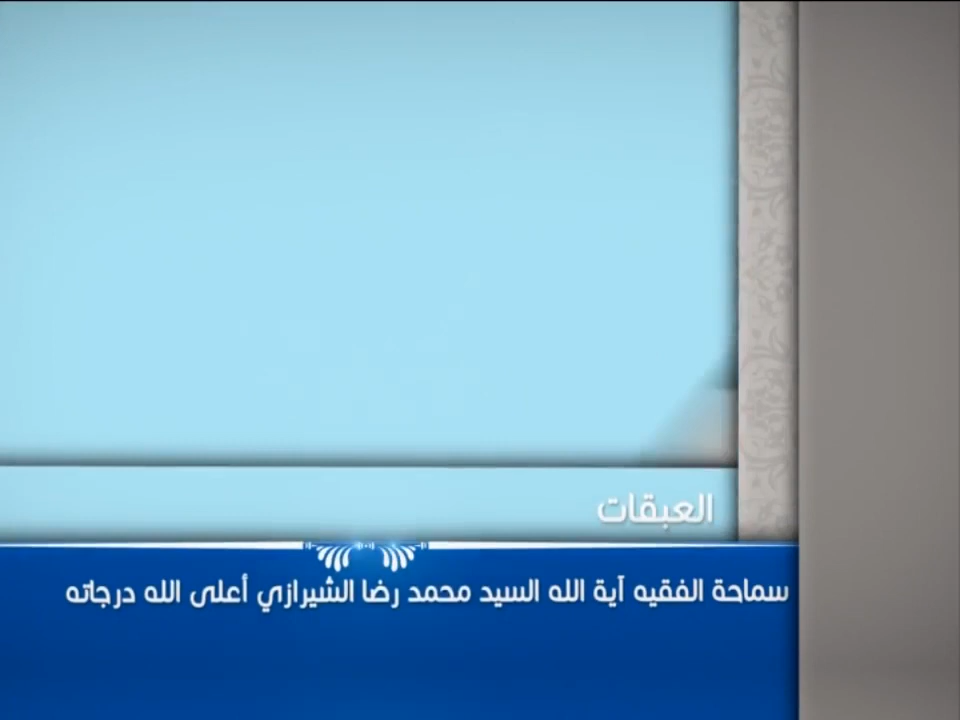 العبقات
سماحة الفقيه آية الله السيد محمد رضا الشيرازي أعلى الله درجاته